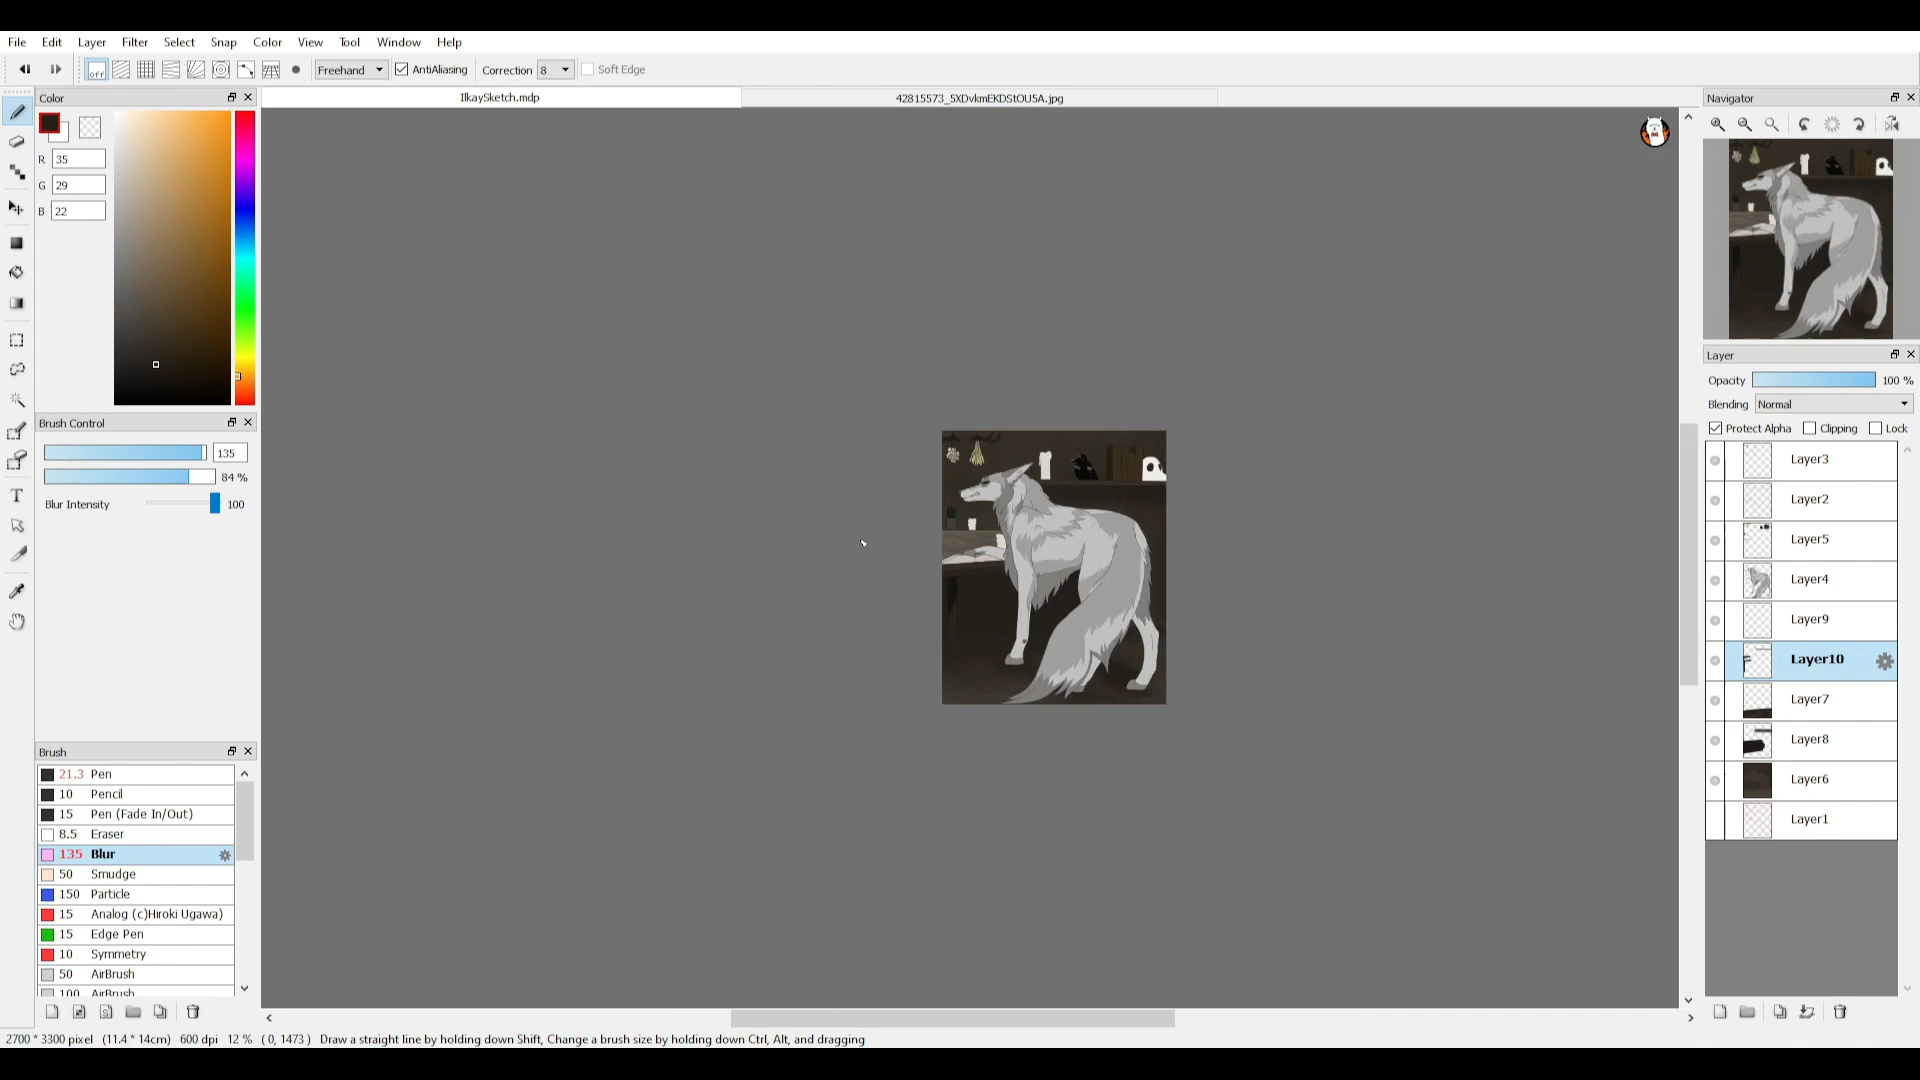 File Edit Layer Filter Select Snap Color View Tool Window Help
off Freehand AntiAliasing Correction 8 Soft Edge
Color
IlkaySketch.mdp
42815573_5XDvkmEKDStOU5A.jpg
Navigator
R 35
G 29
B 22
Brush Control
135
84 %
Blur Intensity 100
Brush
21.3 Pen
10 Pencil
15 Pen (Fade In/Out)
8.5 Eraser
135 Blur
50 Smudge
150 Particle
15 Analog (c)Hiroki Ugawa)
15 Edge Pen
10 Symmetry
50 AirBrush
100 AirBrush
Layer
Opacity 100 %
Blending Normal
Protect Alpha Clipping Lock
Layer3
Layer2
Layer5
Layer4
Layer9
Layer10
Layer7
Layer8
Layer6
Layer1
T
2700 * 3300 pixel (11.4 * 14cm) 600 dpi 12 % ( 0, 1473 ) Draw a straight line by holding down Shift, Change a brush size by holding down Ctrl, Alt, and dragging